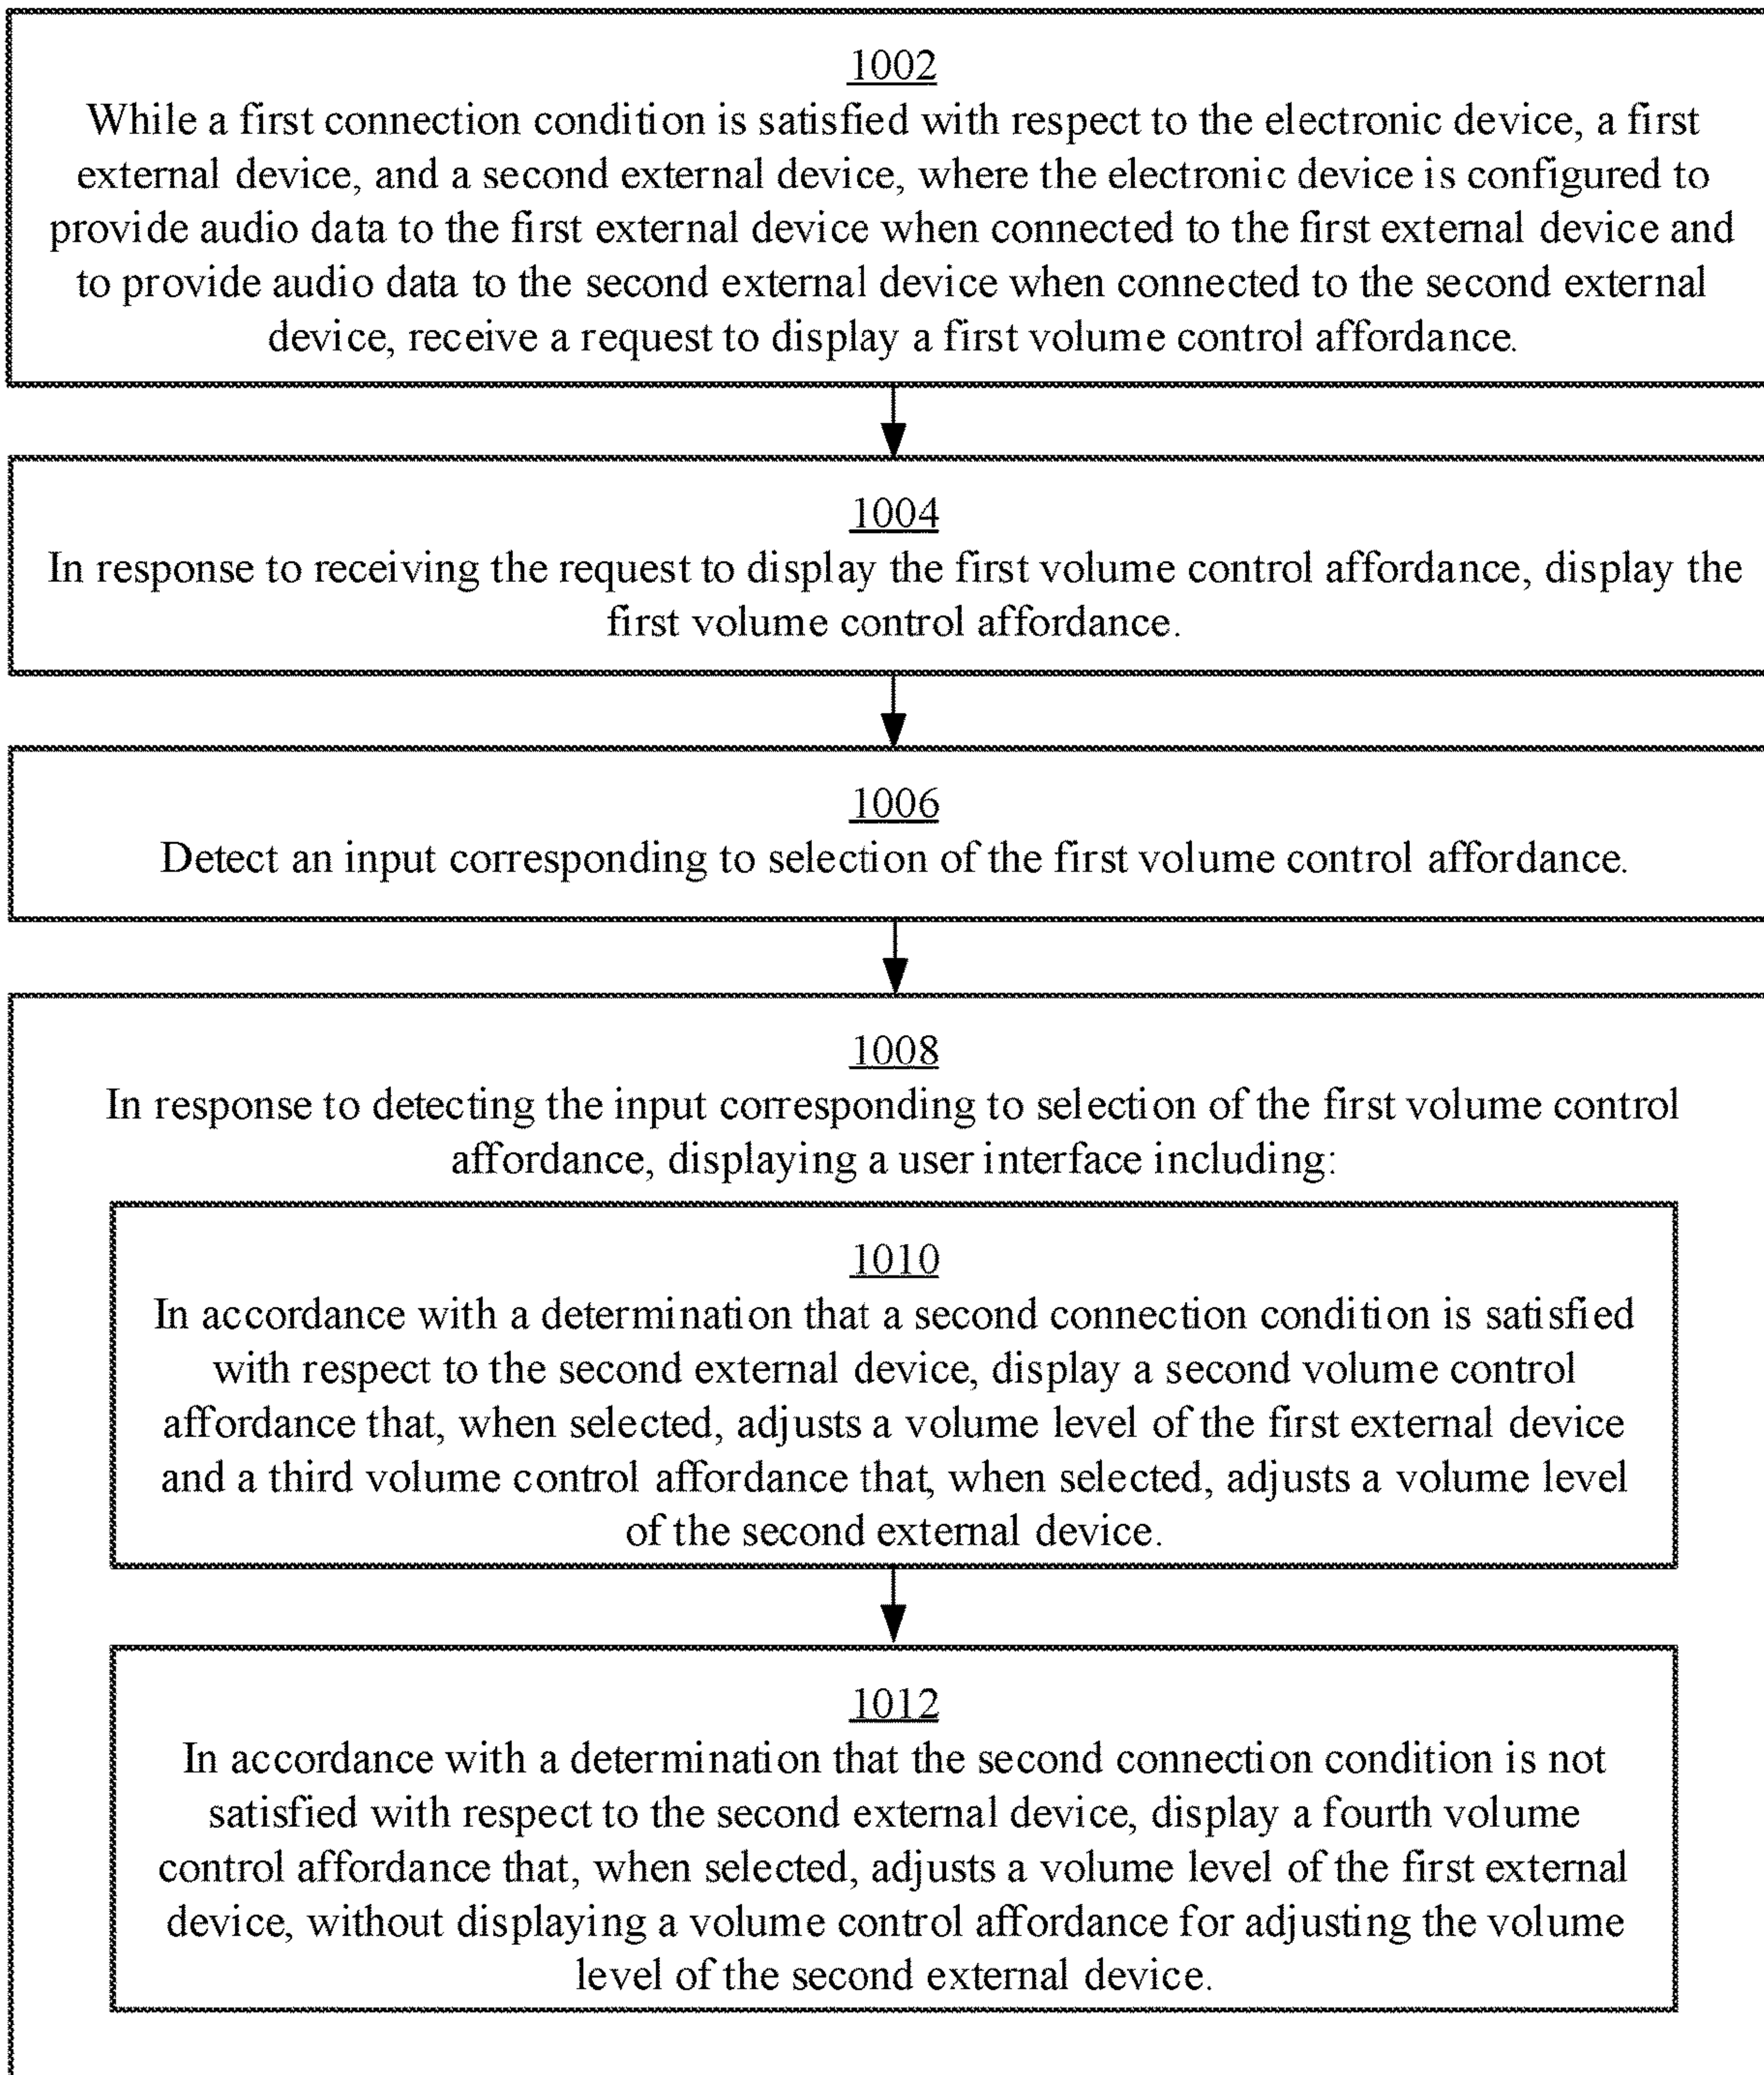 1002
While a first connection condition is satisfied with respect to the electronic device, a first
external device, and a second external device, where the electronic device is configured to
provide audio data to the first external device when connected to the first external device and
to provide audio data to the second external device when connected to the second external
device, receive a request to display a first volume control affordance.
1004
In response to receiving the request to display the first volume control affordance, display the
first volume control affordance.
1006
Detect an input corresponding to selection of the first volume control affordance.
1008
In response to detecting the input corresponding to selection of the first volume control
affordance, displaying a user interface including:
1010
In accordance with a determination that a second connection condition is satisfied
with respect to the second external device, display a second volume control
affordance that, when selected, adjusts a volume level of the first external device
and a third volume control affordance that, when selected, adjusts a volume level
of the second external device.
1012
In accordance with a determination that the second connection condition is not
satisfied with respect to the second external device, display a fourth volume
control affordance that, when selected, adjusts a volume level of the first external
device, without displaying a volume control affordance for adjusting the volume
level of the second external device.